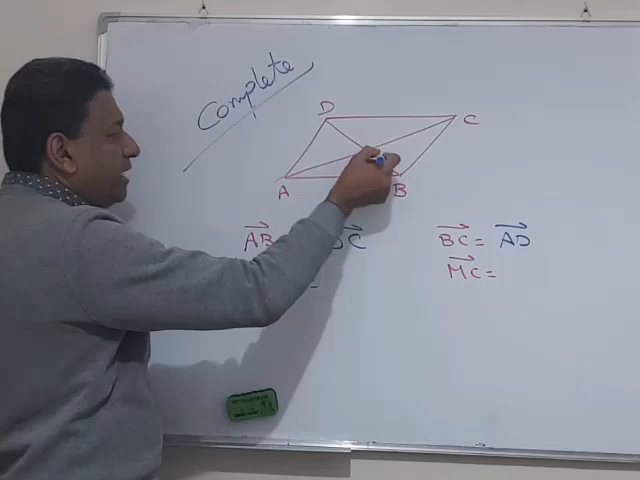 Complete
D
C
A
B
AB DC
BC = AD
=
MC =